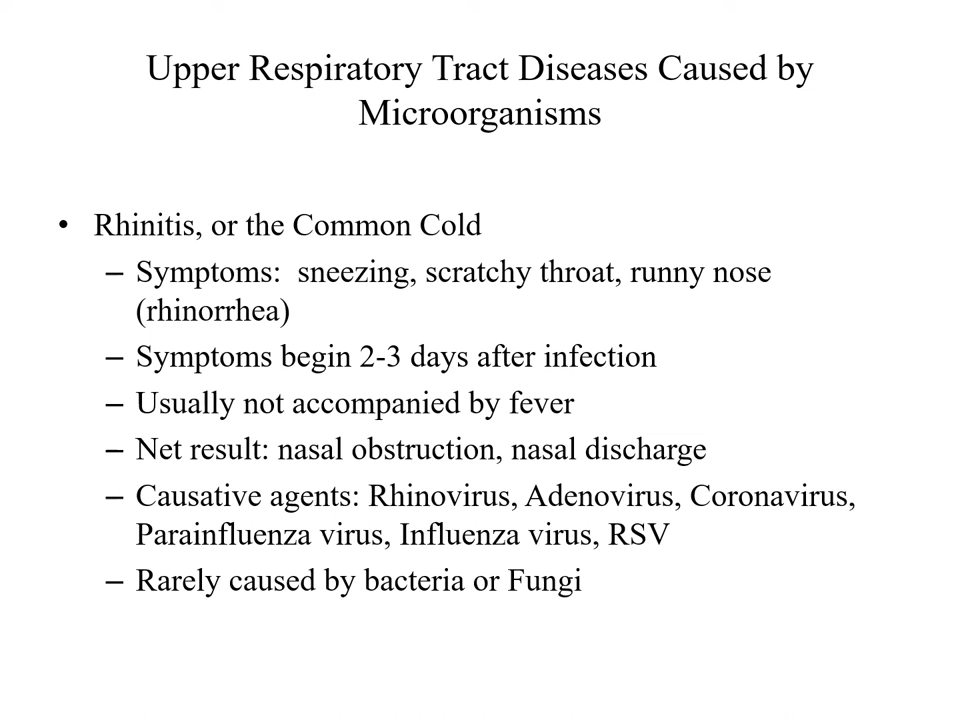 Upper Respiratory Tract Diseases Caused by
Microorganisms
• Rhinitis, or the Common Cold
– Symptoms:  sneezing, scratchy throat, runny nose
(rhinorrhea)
– Symptoms begin 2-3 days after infection
– Usually not accompanied by fever
– Net result: nasal obstruction, nasal discharge
– Causative agents: Rhinovirus, Adenovirus, Coronavirus,
Parainfluenza virus, Influenza virus, RSV
– Rarely caused by bacteria or Fungi